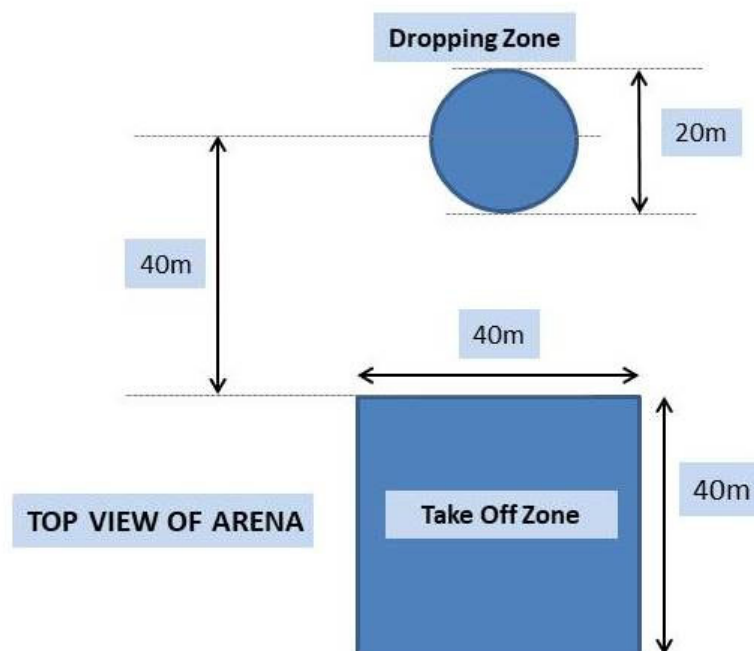 Dropping Zone
20m
40m
40m
40m
TOP VIEW OF ARENA
Take Off Zone